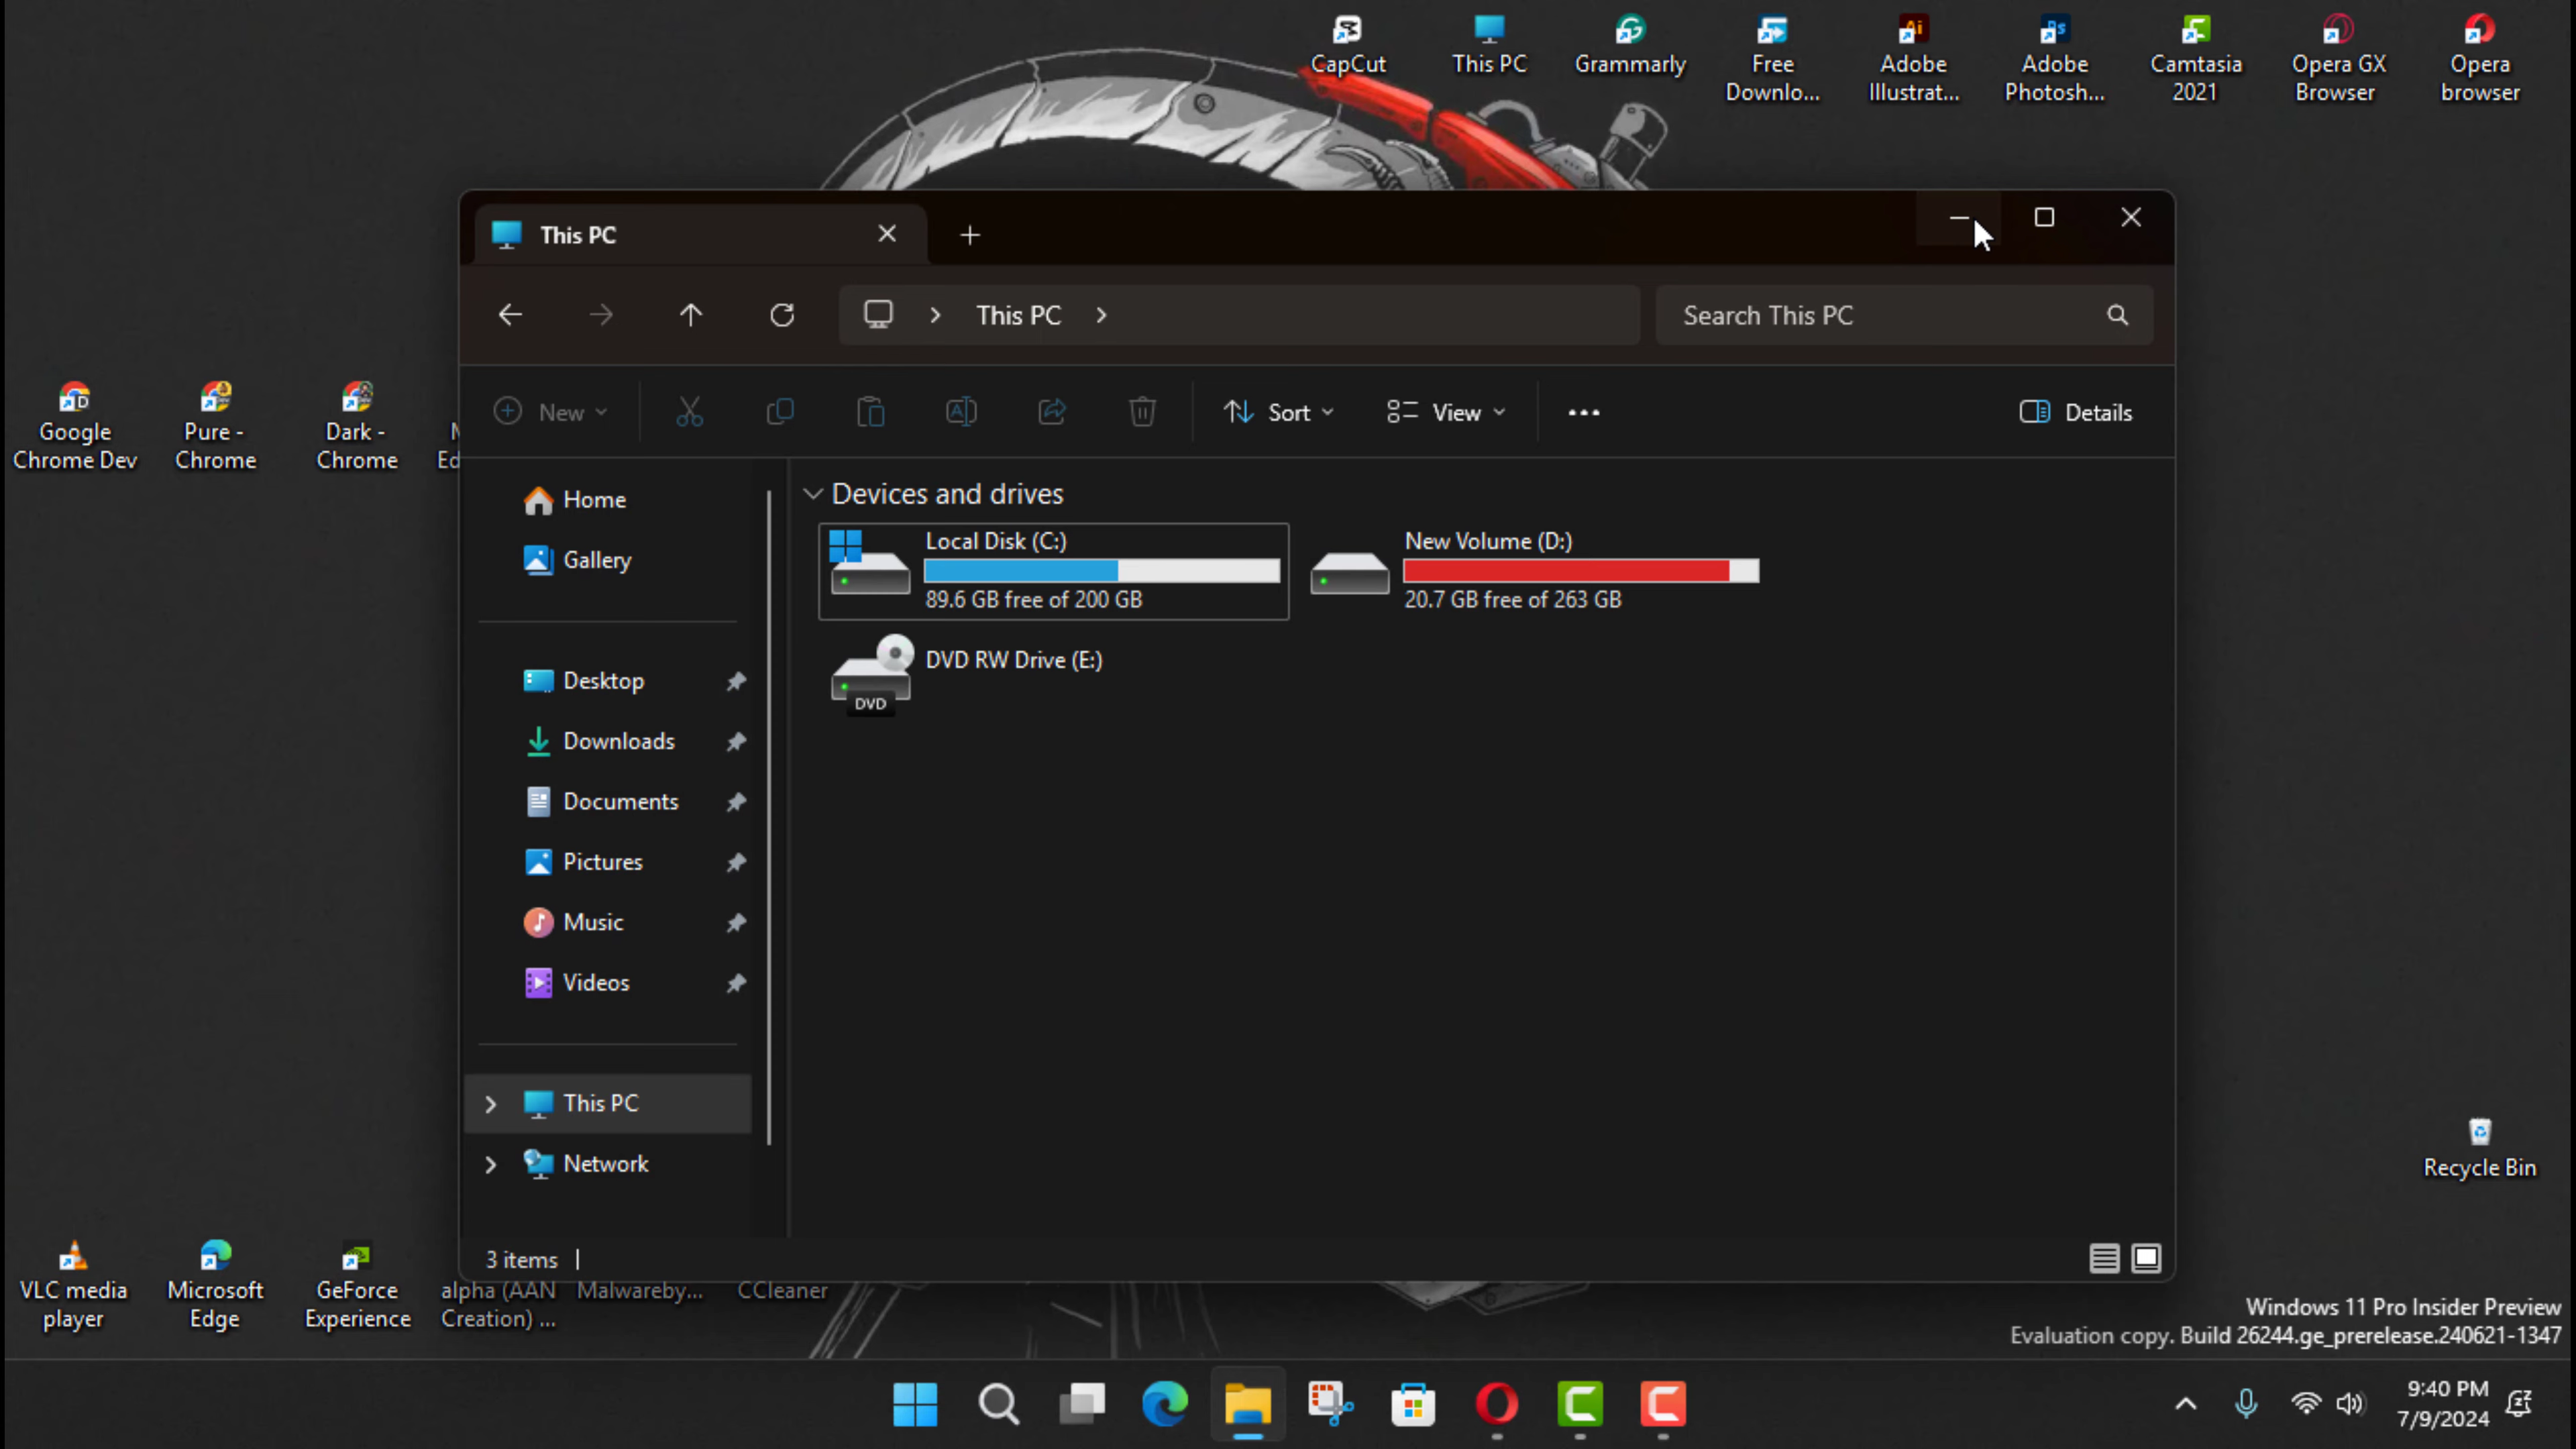 CapCut
This PC
Grammarly
Free
Downlo...
Adobe
Illustrat...
Adobe
Photosh...
Camtasia
2021
Opera GX
Browser
Opera
browser
This PC
This PC
Search This PC
New
Sort
View
Details
Google
Chrome Dev
Pure -
Chrome
Dark -
Chrome
Home
Gallery
Desktop
Downloads
Documents
Pictures
Music
Videos
This PC
Network
Devices and drives
Local Disk (C:)
89.6 GB free of 200 GB
New Volume (D:)
20.7 GB free of 263 GB
DVD RW Drive (E:)
DVD
3 items
Recycle Bin
VLC media
player
Microsoft
Edge
GeForce
Experience
alpha (AAN
Creation) ...
Malwareby...
CCleaner
Windows 11 Pro Insider Preview
Evaluation copy. Build 26244.ge_prerelease.240621-1347
9:40 PM
7/9/2024